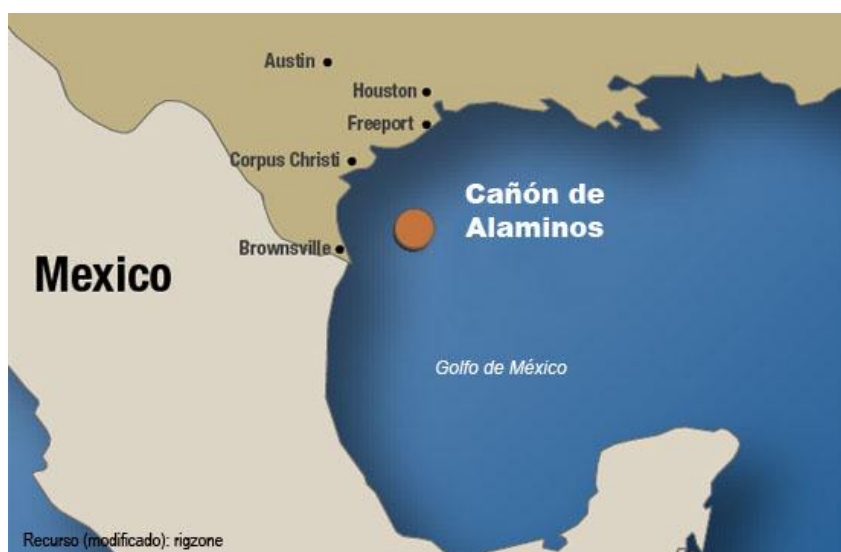 Austin
Houston
Freeport
Corpus Christi
Cañón de
Alaminos
Brownsville
Mexico
Golfo de México
Recurso (modificado): rigzone